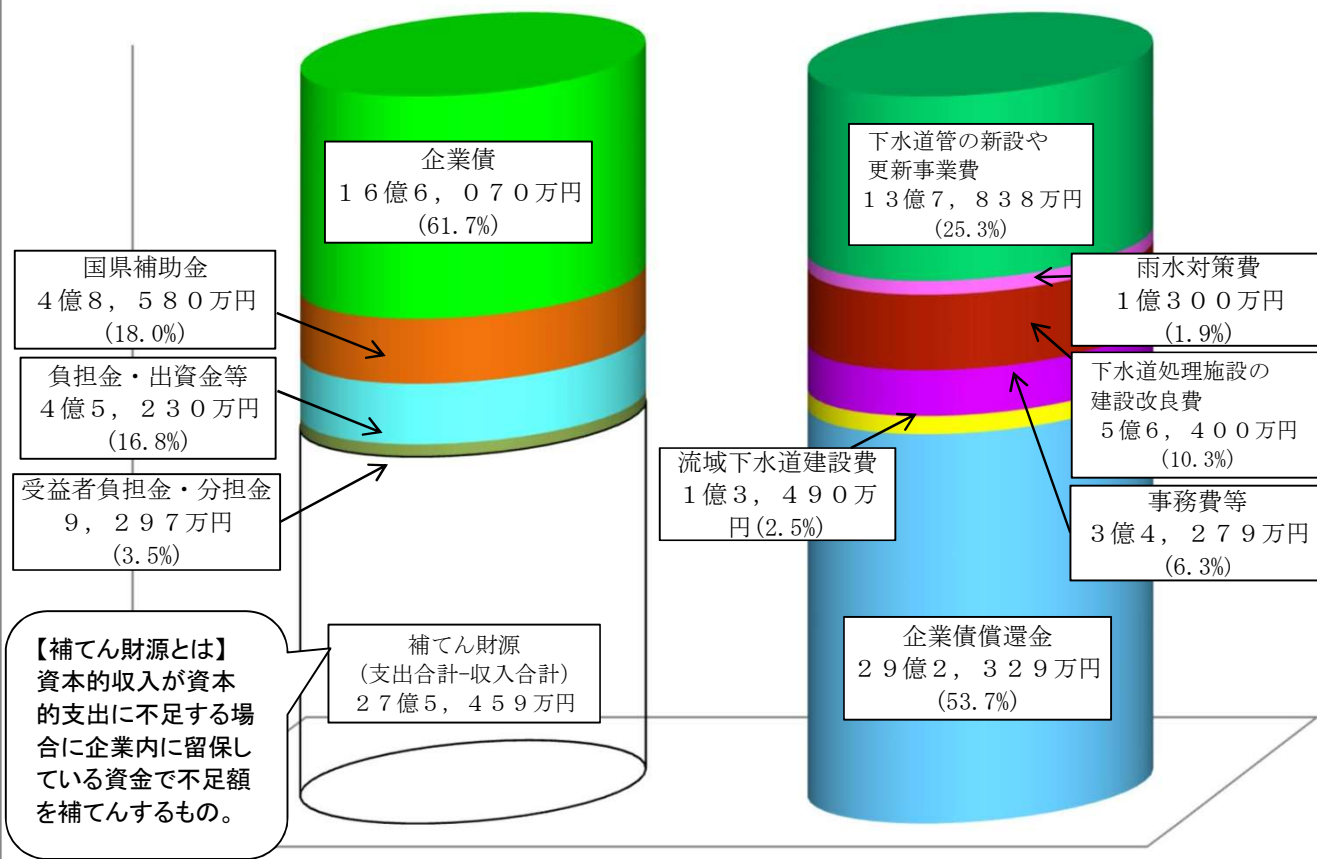 企業債
１６億６，０７０万円
(61.7%)
国県補助金
４億８，５８０万円
(18.0%)
負担金・出資金等
４億５，２３０万円
(16.8%)
受益者負担金・分担金
９，２９７万円
(3.5%)
【補てん財源とは】
資本的収入が資本
的支出に不足する場
合に企業内に留保し
ている資金で不足額
を補てんするもの。
補てん財源
(支出合計-収入合計)
２７億５，４５９万円
下水道管の新設や
更新事業費
１３億７，８３８万円
(25.3%)
雨水対策費
１億３００万円
(1.9%)
下水道処理施設の
建設改良費
５億６，４００万円
(10.3%)
事務費等
３億４，２７９万円
(6.3%)
流域下水道建設費
１億３，４９０万
円(2.5%)
企業債償還金
２９億２，３２９万円
(53.7%)